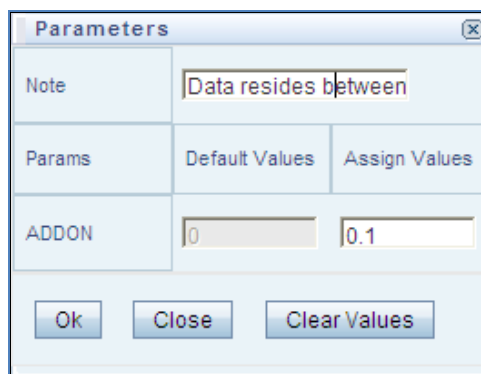 Parameters
Note Data resides between
Params Default Values Assign Values
ADDON 0 0.1
Ok Close Clear Values